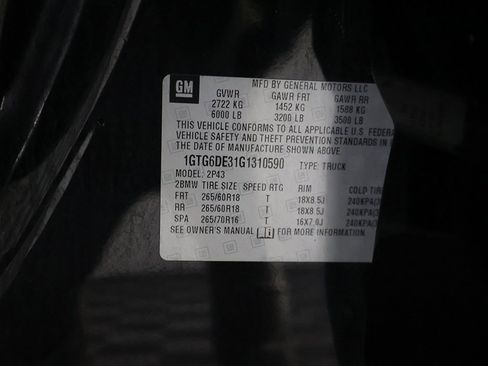 GM
MFD BY GENERAL MOTORS LLC
GVWR GAWR FRT GAWR RR
2722 KG 1452 KG 1588 KG
6000 LB 3200 LB 3500 LB
THIS VEHICLE CONFORMS TO ALL APPLICABLE U.S. FEDERA
VEHICLE SAFETY AND THEFT PREVENTION STANDARDS IN
THE DATE OF MANUFACTURE SHOWN ABOVE.
1GTG6DE31G1310590 TYPE: TRUCK
MODEL: 2P43
2BMW TIRE SIZE SPEED RTG RIM COLD TIRE
FRT 265/60R18 T 18X8.5J 240KPA(3
RR 265/60R18 T 18X8.5J 240KPA(3
SPA 265/70R16 T 16X7.0J 240KPA(3
SEE OWNER'S MANUAL FOR MORE INFORMATION.